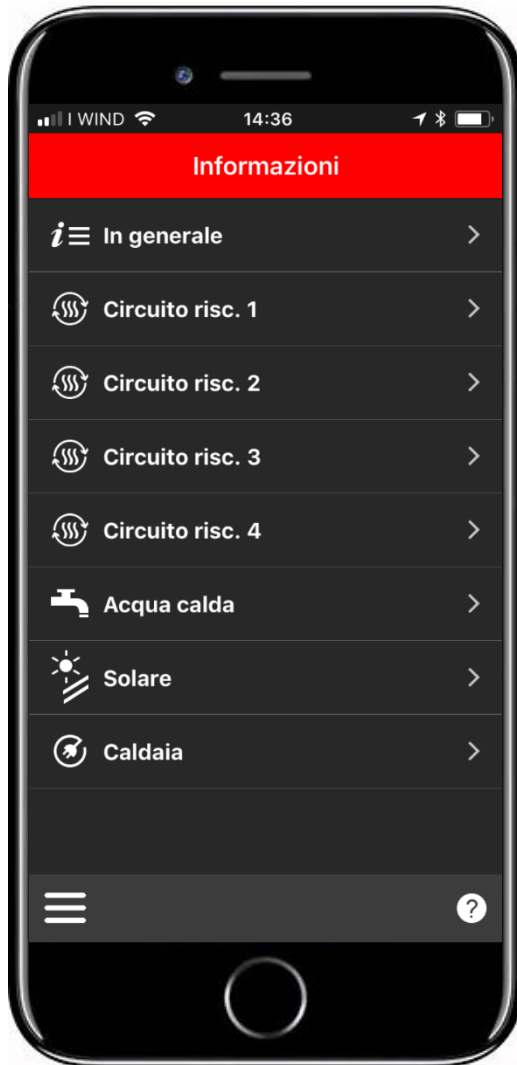 I WIND 14:36
Informazioni
In generale
Circuito risc. 1
Circuito risc. 2
Circuito risc. 3
Circuito risc. 4
Acqua calda
Solare
Caldaia
?